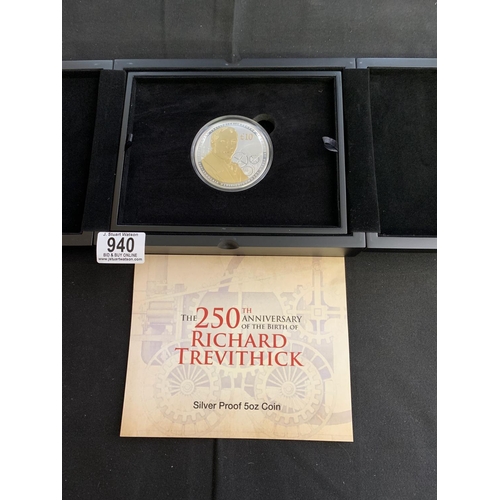 £10
J. Stuart Watson
940
BID & BUY ONLINE
www.jstuartwatson.com
THE 250TH ANNIVERSARY
OF THE BIRTH OF
RICHARD
TREVITHICK
Silver Proof 5oz Coin